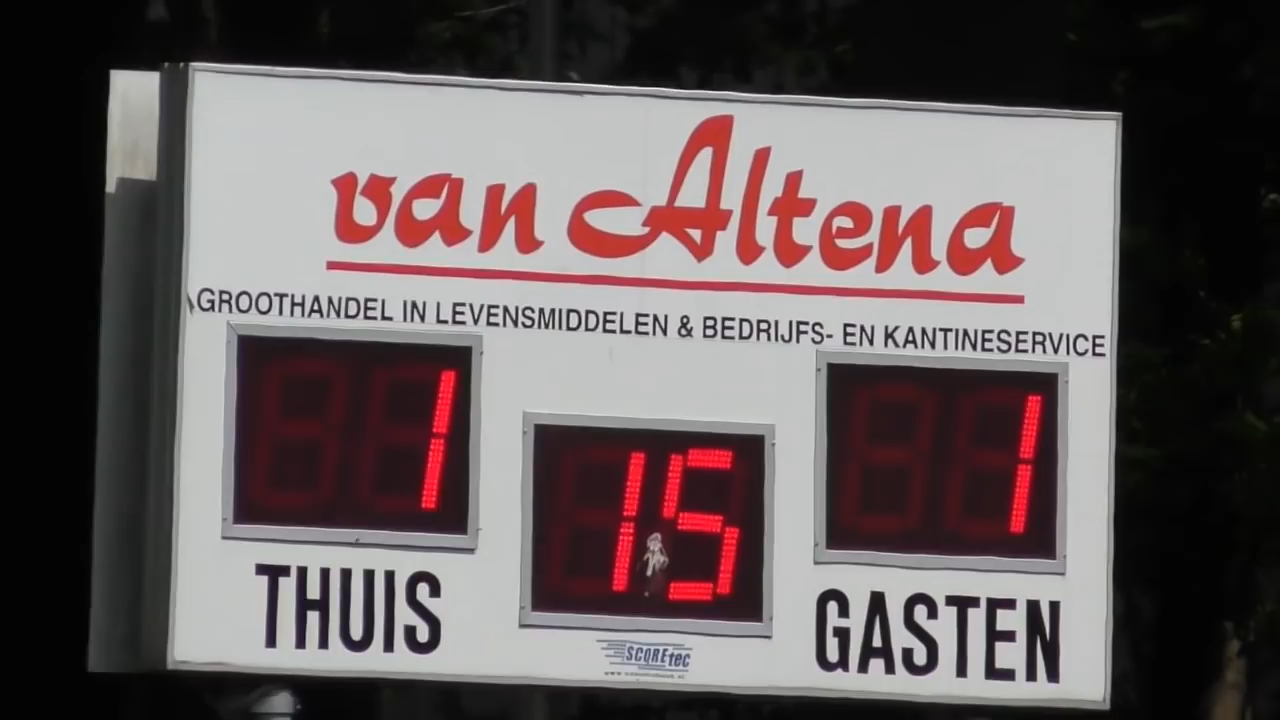 van Altena
GROOTHANDEL IN LEVENSMIDDELEN & BEDRIJFS- EN KANTINESERVICE
1 15 1
THUIS GASTEN
SCOREtec